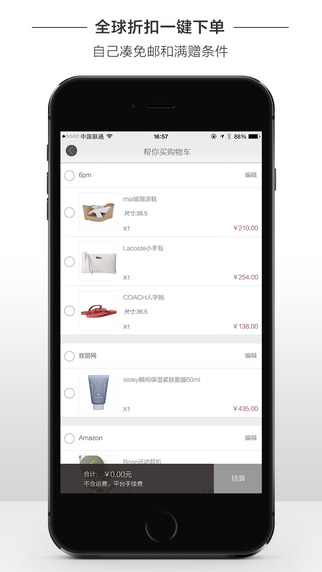 全球折扣一键下单
自己凑免邮和满赠条件
中国联通 16:57 88%
帮你买购物车
6pm 编辑
mia坡跟凉鞋
尺寸:38.5
X1 ￥210.00
Lacoste小手包
X1 ￥254.00
COACH人字拖
尺寸:36.5
X1 ￥138.00
妆丽网 编辑
sisley瞬间保湿紧肤面膜60ml
X1 ￥435.00
Amazon 编辑
Bose运动耳机
合计：￥0.00元
不含运费，平台手续费
结算